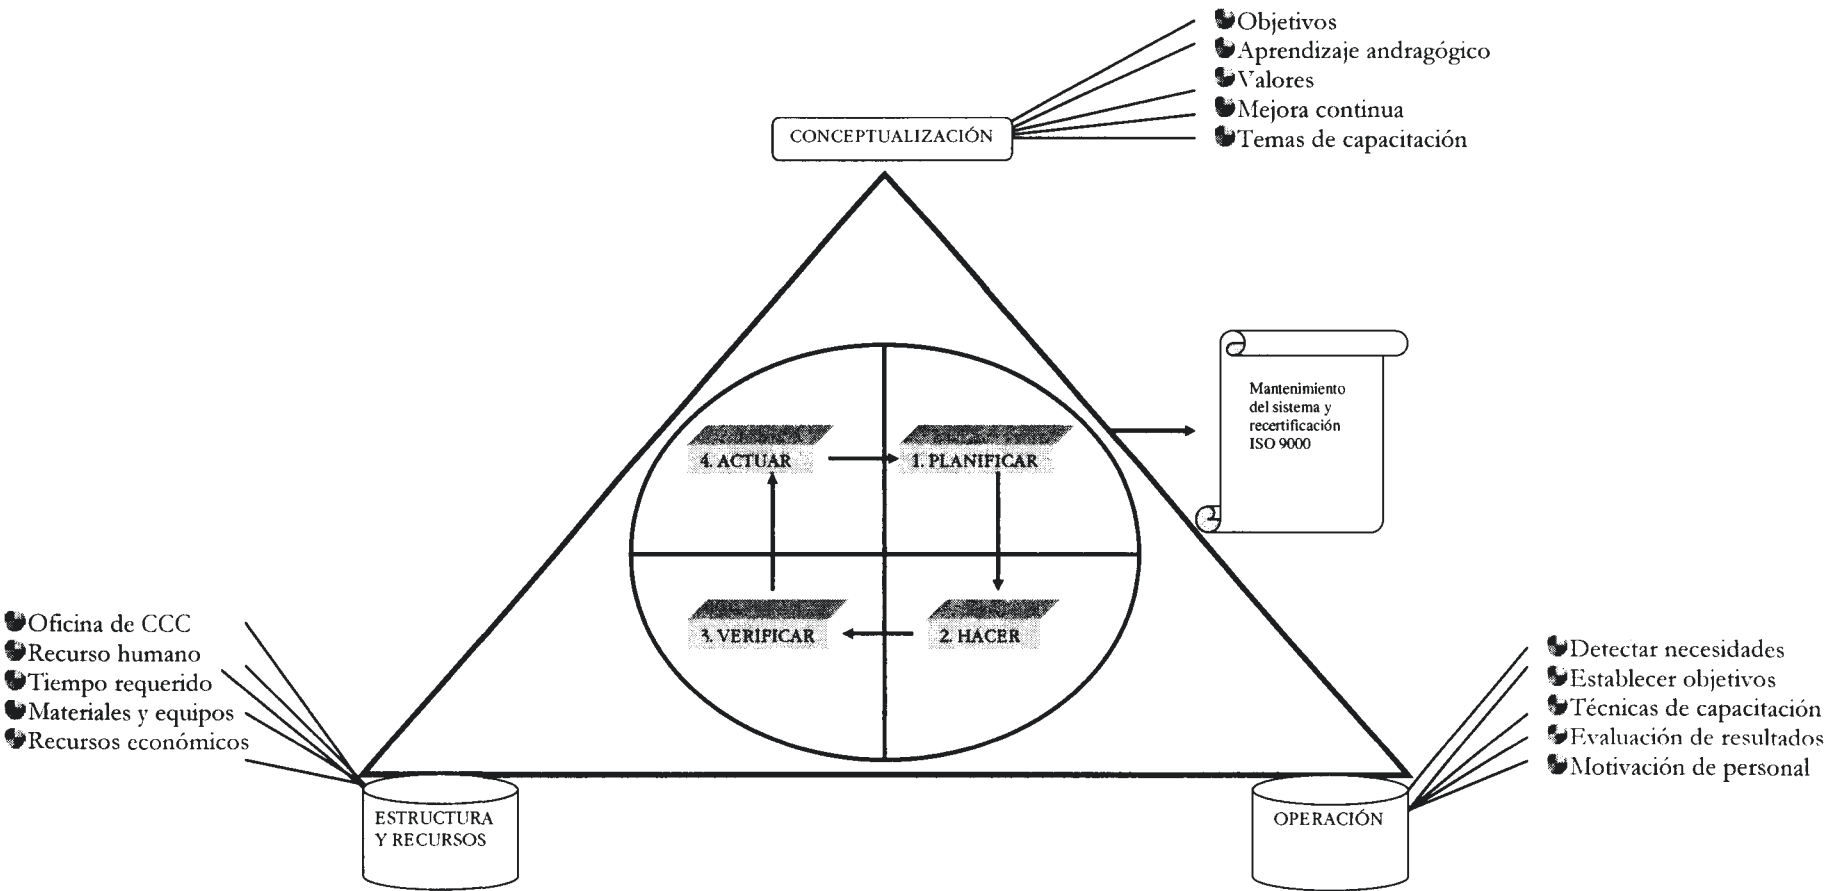 Objetivos
Aprendizaje andragógico
Valores
Mejora continua
Temas de capacitación
CONCEPTUALIZACIÓN
Mantenimiento
del sistema y
recertificación
ISO 9000
4. ACTUAR
1. PLANIFICAR
3. VERIFICAR
2. HACER
Oficina de CCC
Recurso humano
Tiempo requerido
Materiales y equipos
Recursos económicos
Detectar necesidades
Establecer objetivos
Técnicas de capacitación
Evaluación de resultados
Motivación de personal
ESTRUCTURA
Y RECURSOS
OPERACIÓN